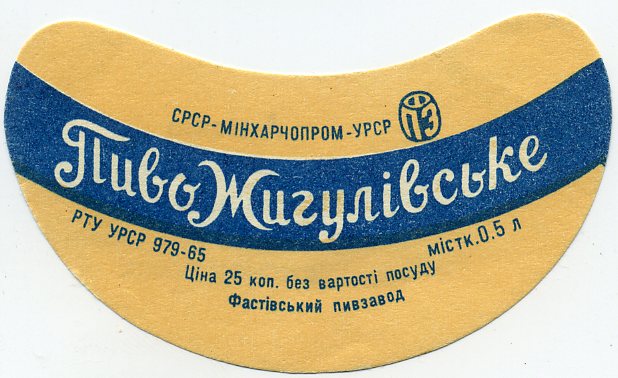 СРСР-МІНХАРЧОПРОМ-УРСР
ФПЗ
Пиво Жигулівське
РТУ УРСР 979-65
МІСТК.0.5 л
Ціна 25 коп. без вартості посуду
Фастівський пивзавод